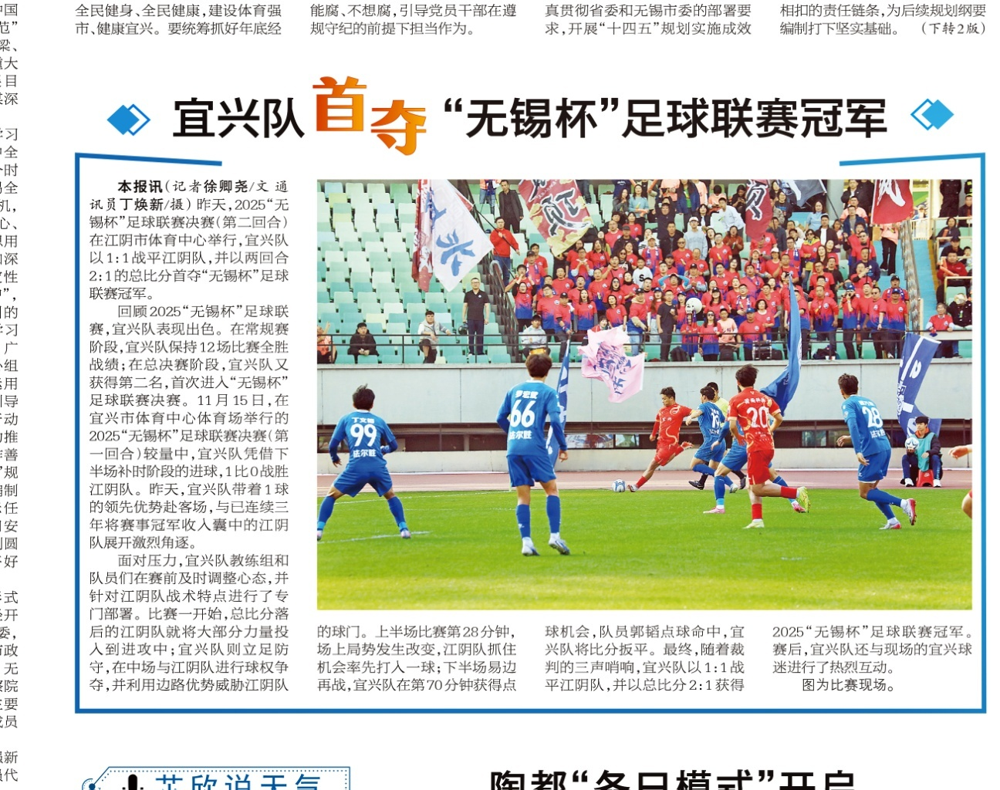 全民健身、全民健康，建设体育强
市、健康宜兴。要统筹抓好年底经
能腐、不想腐，引导党员干部在遵
规守纪的前提下担当作为。
真贯彻省委和无锡市委的部署要
求，开展“十四五”规划实施成效
相扣的责任链条，为后续规划纲要
编制打下坚实基础。（下转2版）
宜兴队首夺“无锡杯”足球联赛冠军
本报讯（记者徐卿尧/文 通
讯员丁焕新/摄）昨天，2025“无
锡杯”足球联赛决赛（第二回合）
在江阴市体育中心举行，宜兴队
以1:1战平江阴队，并以两回合
2:1的总比分首夺“无锡杯”足球
联赛冠军。
回顾2025“无锡杯”足球联
赛，宜兴队表现出色。在常规赛
阶段，宜兴队保持12场比赛全胜
战绩；在总决赛阶段，宜兴队又
获得第二名，首次进入“无锡杯”
足球联赛决赛。11月15日，在
宜兴市体育中心体育场举行的
2025“无锡杯”足球联赛决赛（第
一回合）较量中，宜兴队凭借下
半场补时阶段的进球，1比0战胜
江阴队。昨天，宜兴队带着1球
的领先优势赴客场，与已连续三
年将赛事冠军收入囊中的江阴
队展开激烈角逐。
面对压力，宜兴队教练组和
队员们在赛前及时调整心态，并
针对江阴队战术特点进行了专
门部署。比赛一开始，总比分落
后的江阴队就将大部分力量投
入到进攻中；宜兴队则立足防
守，在中场与江阴队进行球权争
夺，并利用边路优势威胁江阴队
的球门。上半场比赛第28分钟，
场上局势发生改变，江阴队抓住
机会率先打入一球；下半场易边
再战，宜兴队在第70分钟获得点
球机会，队员郭韬点球命中，宜
兴队将比分扳平。最终，随着裁
判的三声哨响，宜兴队以1:1战
平江阴队，并以总比分2:1获得
2025“无锡杯”足球联赛冠军。
赛后，宜兴队还与现场的宜兴球
迷进行了热烈互动。
图为比赛现场。
99
法尔胜
66
法尔胜
19
20
28
陶都“冬日模式”开启